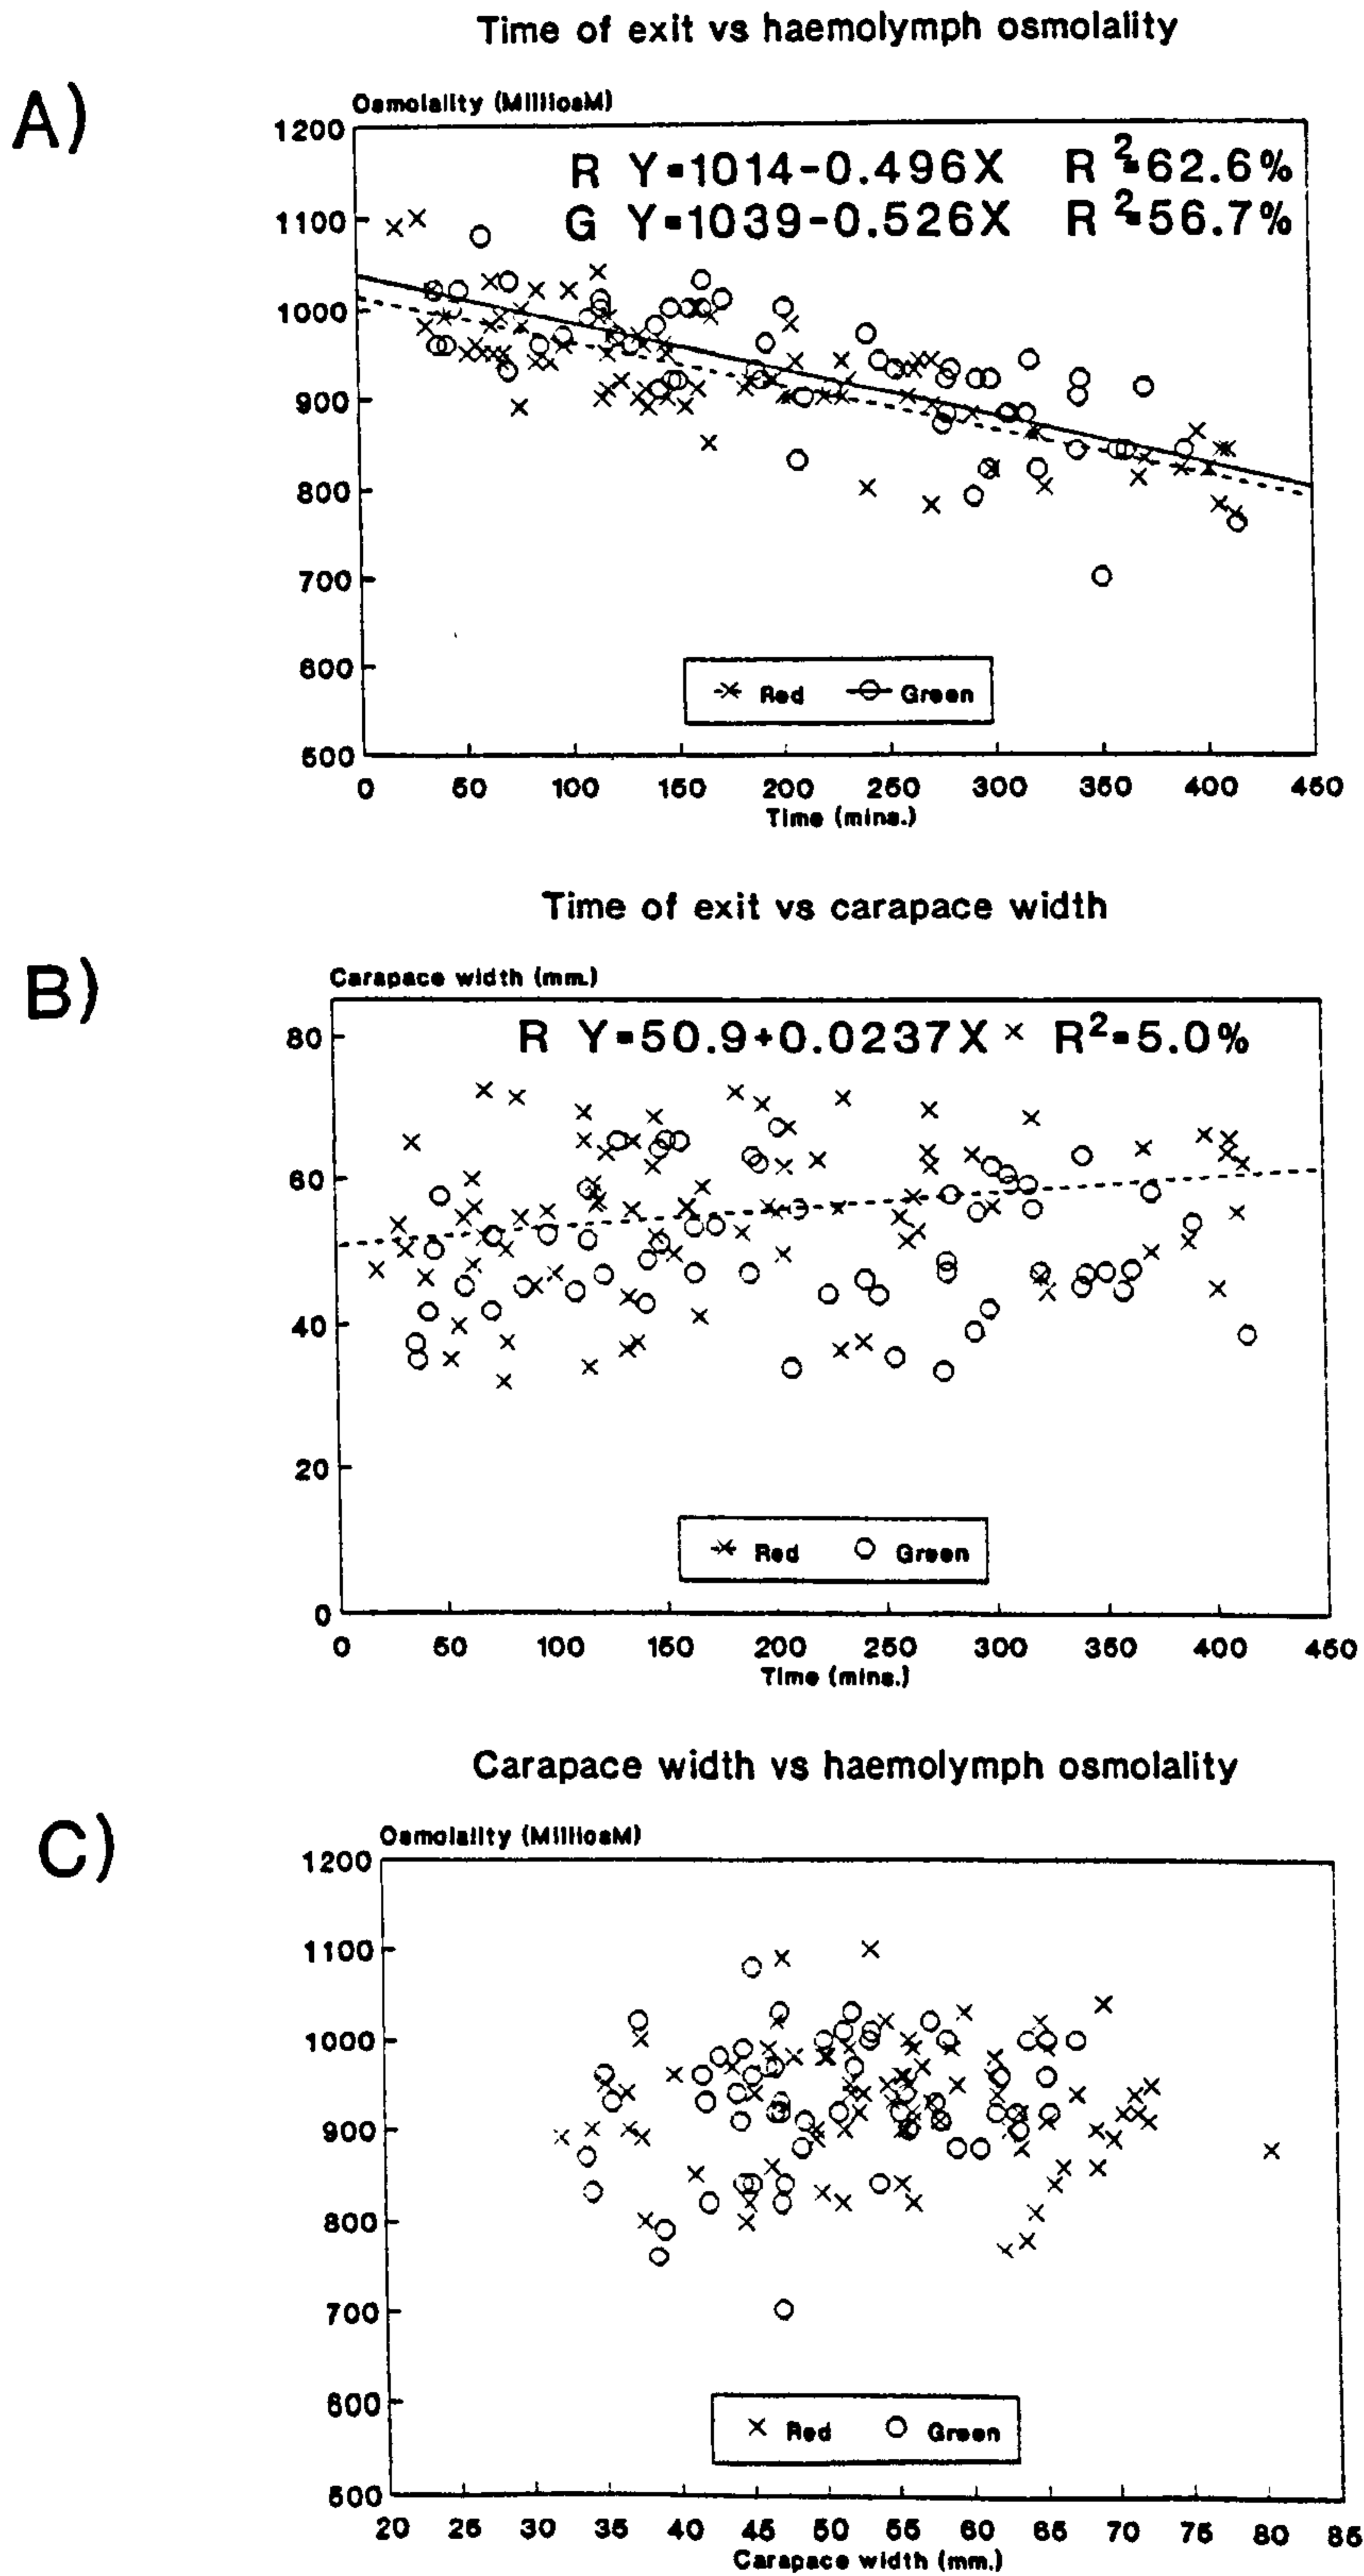 Time of exit vs haemolymph osmolality
A)
Osmolality (MilliosM)
R Y=1014-0.496X R²=62.6%
G Y=1039-0.526X R²=56.7%
1200
1100
1000
900
800
700
600
500
Red Green
0 50 100 150 200 250 300 350 400 450
Time (mins.)
Time of exit vs carapace width
B)
Carapace width (mm.)
R Y=50.9+0.0237X R²=5.0%
80
60
40
20
0
Red Green
0 50 100 150 200 250 300 350 400 450
Time (mins.)
Carapace width vs haemolymph osmolality
C)
Osmolality (MilliosM)
1200
1100
1000
900
800
700
600
500
Red Green
20 25 30 35 40 45 50 55 60 65 70 75 80 85
Carapace width (mm.)